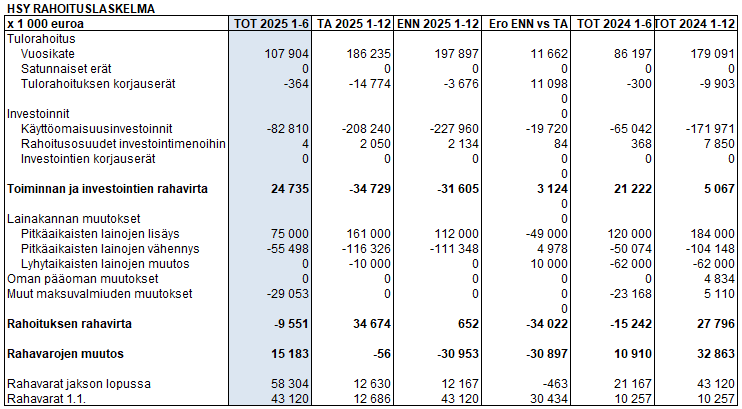 HSY RAHOITUSLASKELMA
x 1 000 euroa TOT 2025 1-6 TA 2025 1-12 ENN 2025 1-12 Ero ENN vs TA TOT 2024 1-6 TOT 2024 1-12
Tulorahoitus
Vuosikate 107 904 186 235 197 897 11 662 86 197 179 091
Satunnaiset erät 0 0 0 0 0 0
Tulorahoituksen korjauserät -364 -14 774 -3 676 11 098 -300 -9 903
0
Investoinnit 0
Käyttöomaisuusinvestoinnit -82 810 -208 240 -227 960 -19 720 -65 042 -171 971
Rahoitusosuudet investointimenoihin 4 2 050 2 134 84 368 7 850
Investointien korjauserät 0 0 0 0 0 0
0
Toiminnan ja investointien rahavirta 24 735 -34 729 -31 605 3 124 21 222 5 067
0
Lainakannan muutokset 0
Pitkäaikaisten lainojen lisäys 75 000 161 000 112 000 -49 000 120 000 184 000
Pitkäaikaisten lainojen vähennys -55 498 -116 326 -111 348 4 978 -50 074 -104 148
Lyhytaikaisten lainojen muutos 0 -10 000 0 10 000 -62 000 -62 000
Oman pääoman muutokset 0 0 0 0 0 4 834
Muut maksuvalmiuden muutokset -29 053 0 0 0 -23 168 5 110
0
Rahoituksen rahavirta -9 551 34 674 652 -34 022 -15 242 27 796
Rahavarojen muutos 15 183 -56 -30 953 -30 897 10 910 32 863
Rahavarat jakson lopussa 58 304 12 630 12 167 -463 21 167 43 120
Rahavarat 1.1. 43 120 12 686 43 120 30 434 10 257 10 257